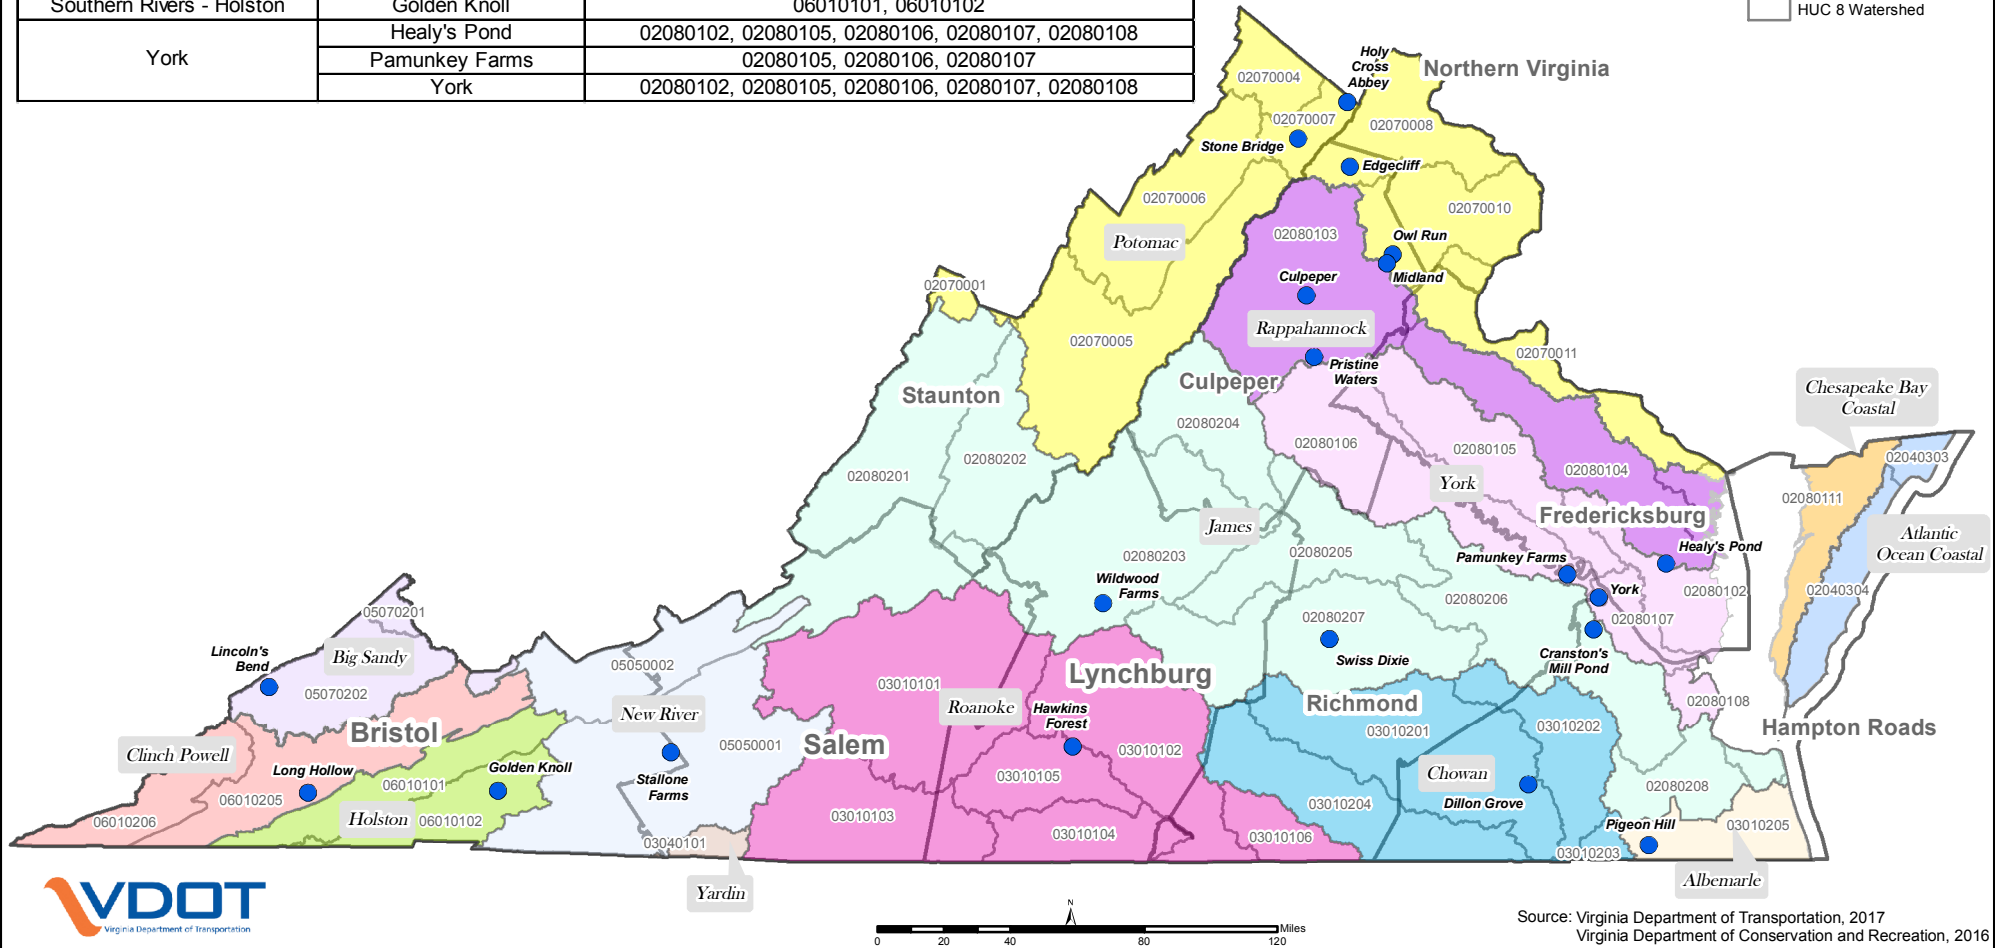 Southern Rivers - Holston Golden Knoll 06010101, 06010102
York Healy's Pond 02080102, 02080105, 02080106, 02080107, 02080108
Pamunkey Farms 02080105, 02080106, 02080107
York 02080102, 02080105, 02080106, 02080107, 02080108
HUC 8 Watershed
Holy
Cross
Abbey
Northern Virginia
02070004
02070007
02070008
Stone Bridge
Edgecliff
02070006
02070010
Potomac
02080103
Owl Run
Culpeper
Midland
02070001
Rappahannock
02070005
02070011
Pristine
Waters
Culpeper
Staunton
Chesapeake Bay
Coastal
02080204
02080106
02080105
02040303
02080201
02080202
02080104
York
02080111
Fredericksburg
James
Atlantic
Ocean Coastal
02080203
02080205
Pamunkey Farms
Healy's Pond
Wildwood
Farms
02080206
York
02080102
02040304
05070201
02080207
02080107
Lincoln's
Bend
Big Sandy
05050002
Swiss Dixie
Cranston's
Mill Pond
05070202
03010101
Lynchburg
02080108
New River
Roanoke
Hawkins
Forest
Richmond
Hampton Roads
Bristol
05050001
Salem
03010102
03010201
03010202
Clinch Powell
Long Hollow
Golden Knoll
Stallone
Farms
03010105
Chowan
06010205
06010101
02080208
Dillon Grove
03010204
06010206
Holston
06010102
03010103
03010104
03010106
Pigeon Hill
03010205
03040101
03010203
Yardin
Albemarle
VDOT
Virginia Department of Transportation
N
Miles
0 20 40 80 120
Source: Virginia Department of Transportation, 2017
Virginia Department of Conservation and Recreation, 2016